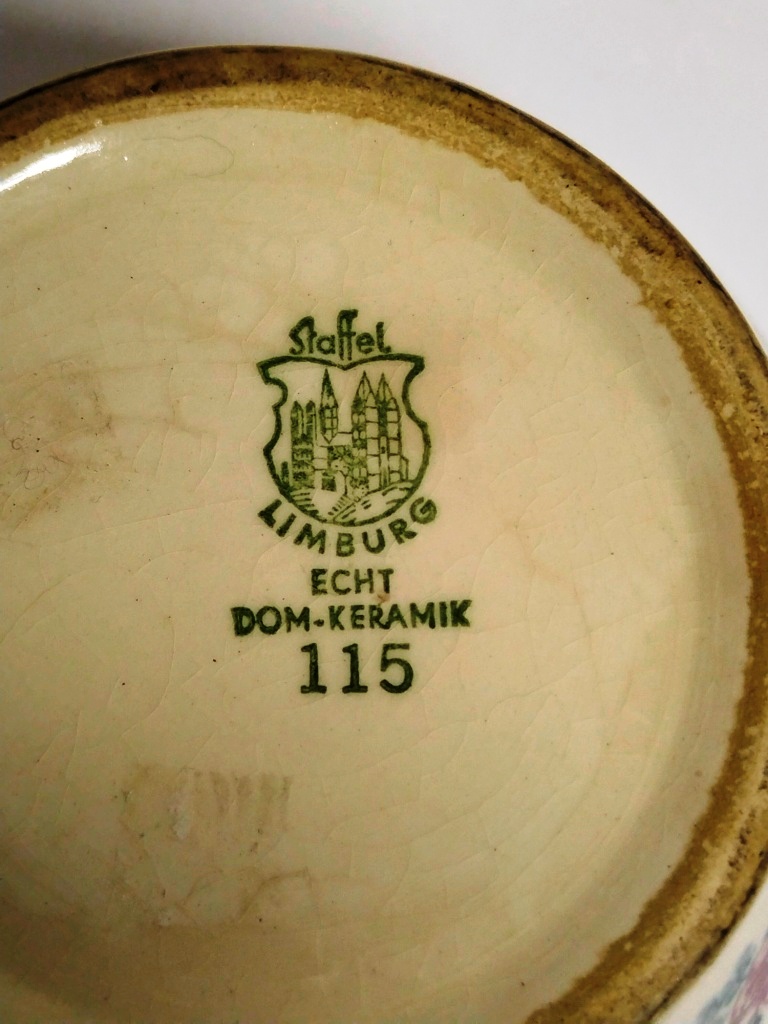 Staffel
LIMBURG
ECHT
DOM-KERAMIK
115